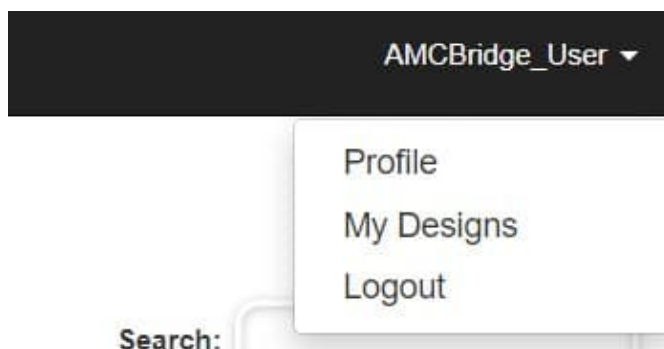 AMCBridge_User
Profile
My Designs
Logout
Search: